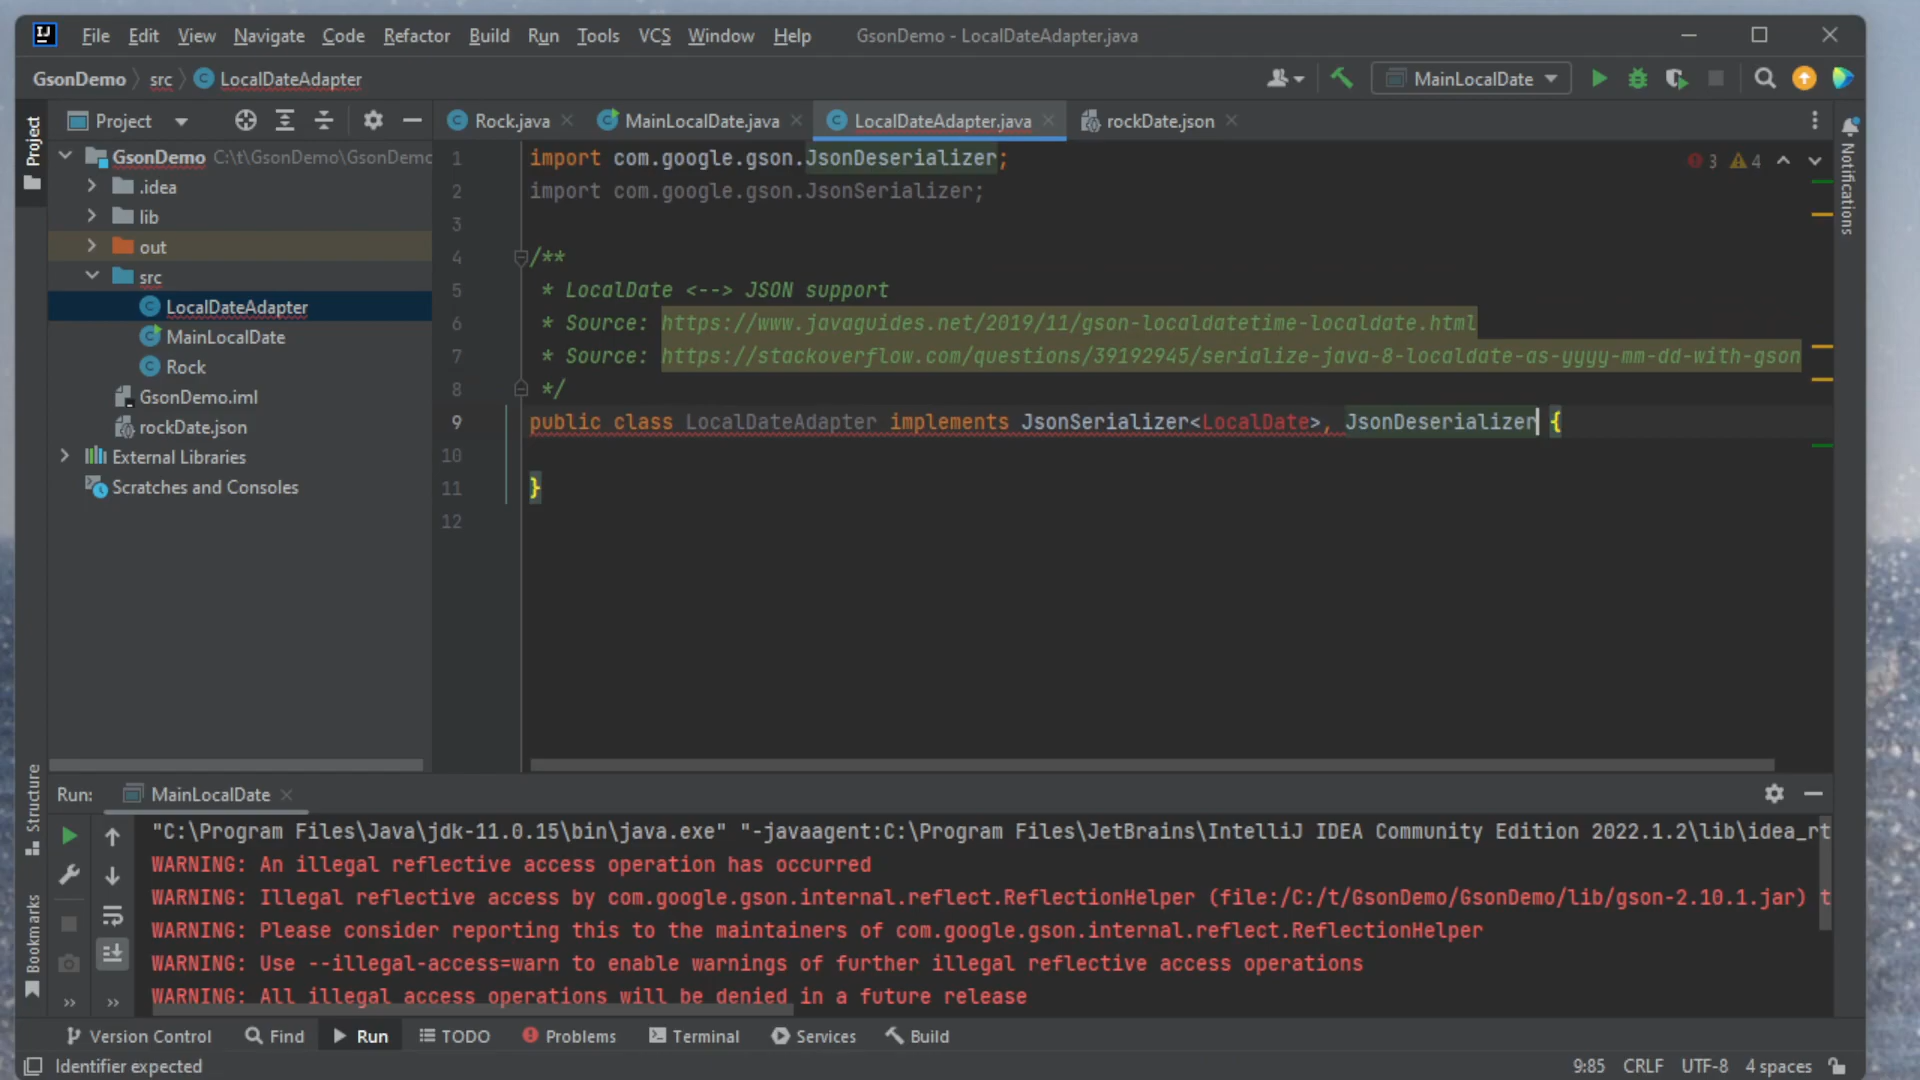 File Edit View Navigate Code Refactor Build Run Tools VCS Window Help GsonDemo - LocalDateAdapter.java
GsonDemo src LocalDateAdapter MainLocalDate
Project Rock.java MainLocalDate.java LocalDateAdapter.java rockDate.json
Project
Notifications
GsonDemo C:\t\GsonDemo\GsonDemo
.idea
lib
out
src
LocalDateAdapter
MainLocalDate
Rock
GsonDemo.iml
rockDate.json
External Libraries
Scratches and Consoles
3 4
1 import com.google.gson.JsonDeserializer;
2 import com.google.gson.JsonSerializer;
3
4 /**
5 * LocalDate <--> JSON support
6 * Source: https://www.javaguides.net/2019/11/gson-localdatetime-localdate.html
7 * Source: https://stackoverflow.com/questions/39192945/serialize-java-8-localdate-as-yyyy-mm-dd-with-gson
8 */
9 public class LocalDateAdapter implements JsonSerializer<LocalDate>, JsonDeserializer {
10
11 }
12
Structure
Bookmarks
Run: MainLocalDate
"C:\Program Files\Java\jdk-11.0.15\bin\java.exe" "-javaagent:C:\Program Files\JetBrains\IntelliJ IDEA Community Edition 2022.1.2\lib\idea_rt
WARNING: An illegal reflective access operation has occurred
WARNING: Illegal reflective access by com.google.gson.internal.reflect.ReflectionHelper (file:/C:/t/GsonDemo/GsonDemo/lib/gson-2.10.1.jar) t
WARNING: Please consider reporting this to the maintainers of com.google.gson.internal.reflect.ReflectionHelper
WARNING: Use --illegal-access=warn to enable warnings of further illegal reflective access operations
WARNING: All illegal access operations will be denied in a future release
Version Control Find Run TODO Problems Terminal Services Build
Identifier expected 9:85 CRLF UTF-8 4 spaces